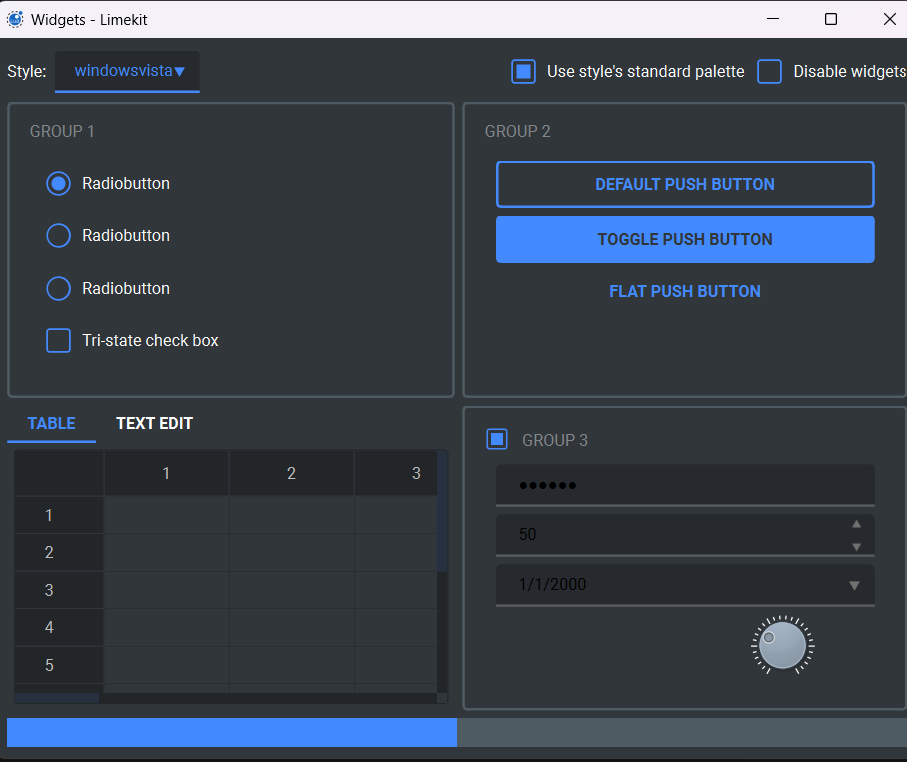 Widgets - Limekit
Style: windowsvista Use style's standard palette Disable widgets
GROUP 1
Radiobutton
Radiobutton
Radiobutton
Tri-state check box
GROUP 2
DEFAULT PUSH BUTTON
TOGGLE PUSH BUTTON
FLAT PUSH BUTTON
TABLE TEXT EDIT
1 2 3
1
2
3
4
5
GROUP 3
••••••
50
1/1/2000